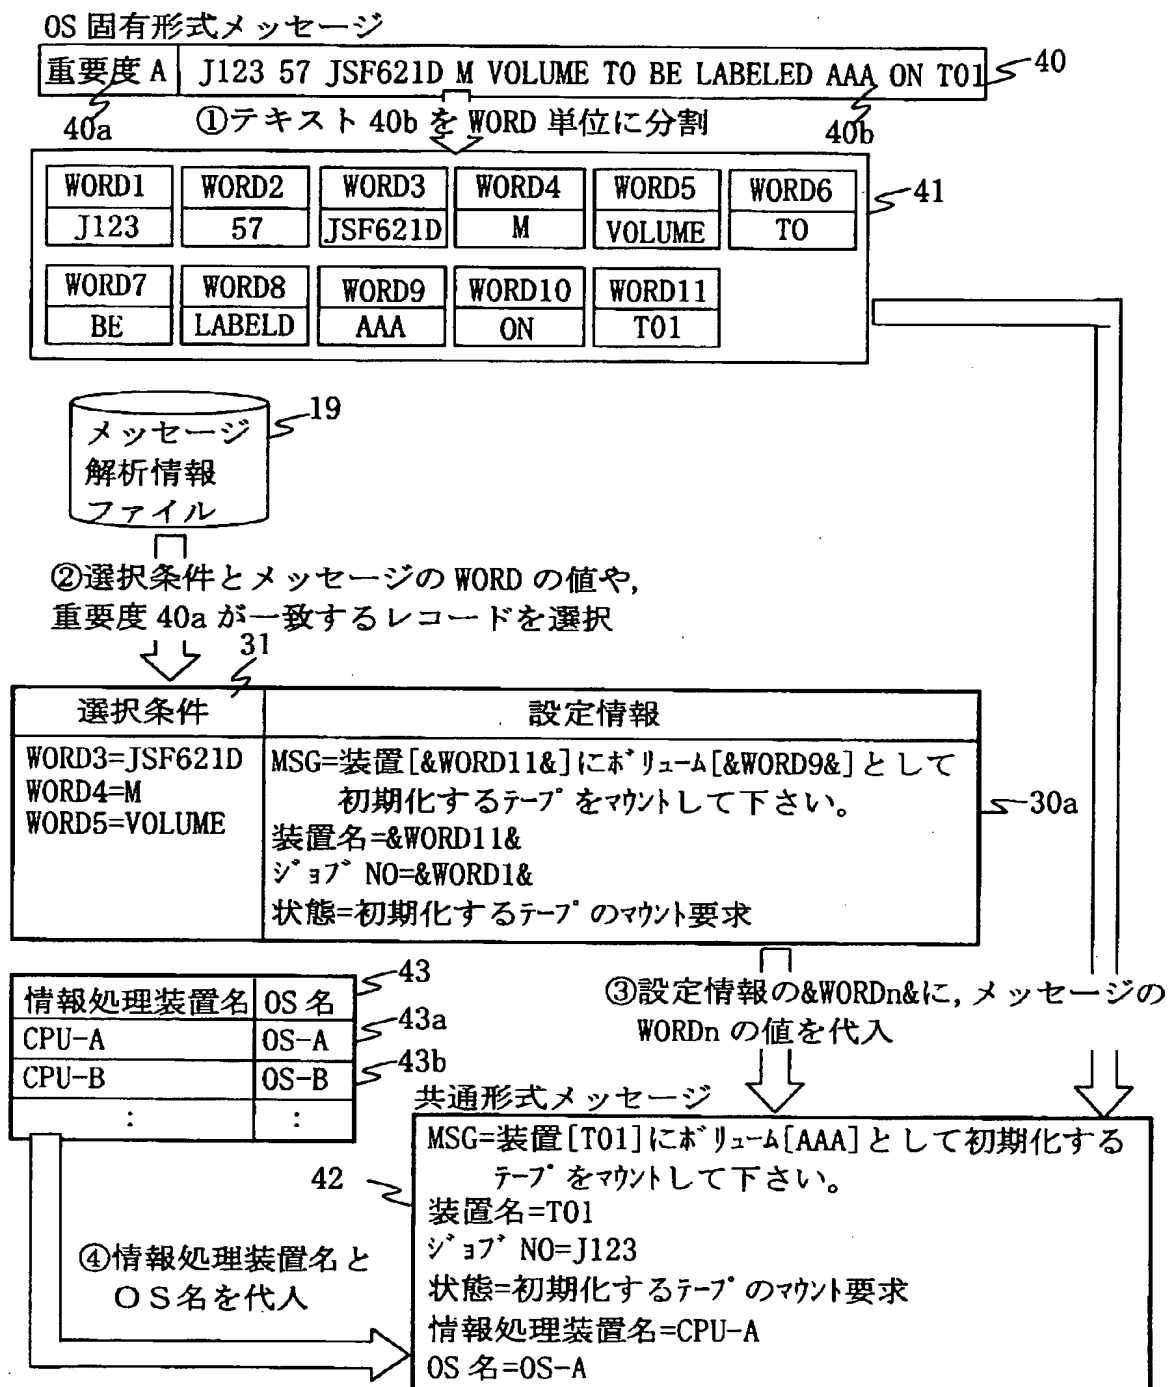 OS 固有形式メッセージ
重要度 A J123 57 JSF621D M VOLUME TO BE LABELED AAA ON T01 40
40a ①テキスト 40b を WORD 単位に分割 40b
WORD1 WORD2 WORD3 WORD4 WORD5 WORD6 41
J123 57 JSF621D M VOLUME TO
WORD7 WORD8 WORD9 WORD10 WORD11
BE LABELD AAA ON T01
19
メッセージ
解析情報
ファイル
②選択条件とメッセージの WORD の値や,
重要度 40a が一致するレコードを選択
31
選択条件 設定情報
WORD3=JSF621D MSG=装置[&WORD11&]にﾎﾞﾘｭｰﾑ[&WORD9&]として
WORD4=M 初期化するﾃｰﾌﾟをﾏｳﾝﾄして下さい。 30a
WORD5=VOLUME 装置名=&WORD11&
ｼﾞｮﾌﾞ NO=&WORD1&
状態=初期化するﾃｰﾌﾟのﾏｳﾝﾄ要求
43
情報処理装置名 OS 名
CPU-A OS-A 43a
CPU-B OS-B 43b
: :
③設定情報の&WORDn&に,メッセージの
WORDn の値を代入
共通形式メッセージ
MSG=装置[T01]にﾎﾞﾘｭｰﾑ[AAA]として初期化する
ﾃｰﾌﾟをﾏｳﾝﾄして下さい。
42
装置名=T01
ｼﾞｮﾌﾞ NO=J123
状態=初期化するﾃｰﾌﾟのﾏｳﾝﾄ要求
情報処理装置名=CPU-A
OS 名=OS-A
④情報処理装置名と
ＯＳ名を代入